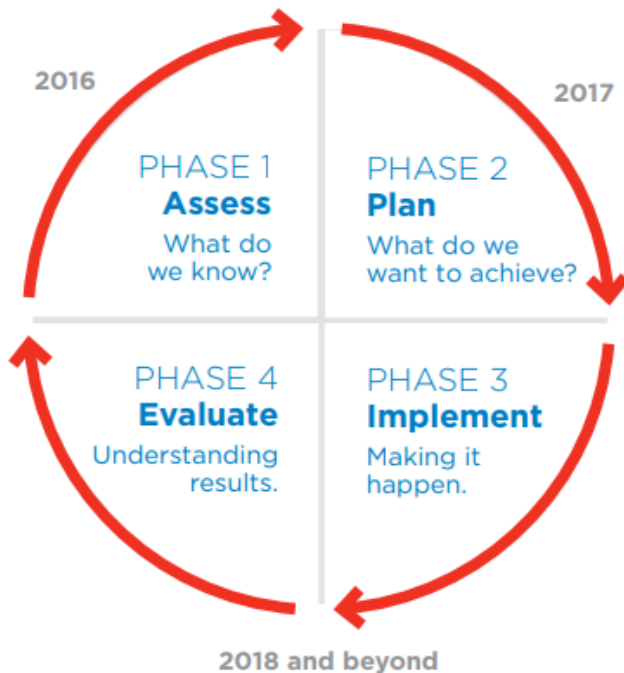 2016
2017
PHASE 1
Assess
What do
we know?
PHASE 2
Plan
What do we
want to achieve?
PHASE 4
Evaluate
Understanding
results.
PHASE 3
Implement
Making it
happen.
2018 and beyond